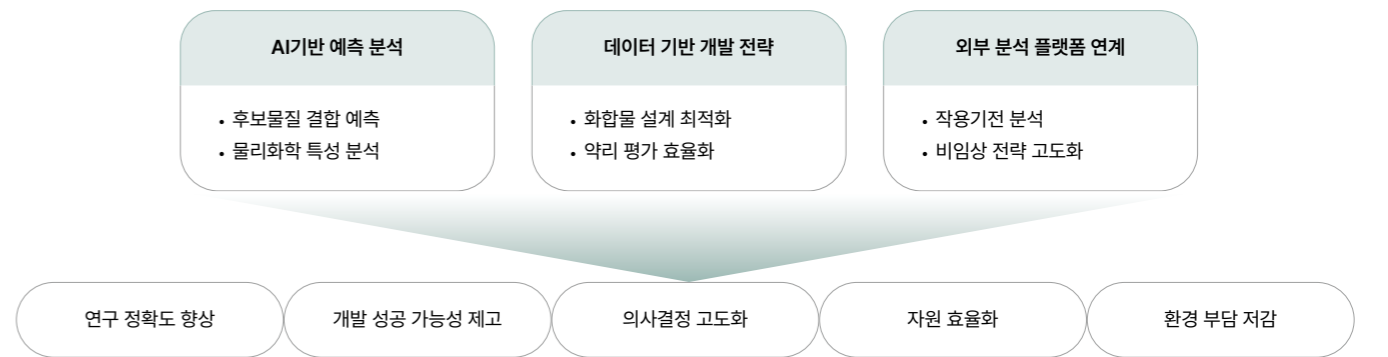 AI기반 예측 분석
• 후보물질 결합 예측
• 물리화학 특성 분석
데이터 기반 개발 전략
• 화합물 설계 최적화
• 약리 평가 효율화
외부 분석 플랫폼 연계
• 작용기전 분석
• 비임상 전략 고도화
연구 정확도 향상
개발 성공 가능성 제고
의사결정 고도화
자원 효율화
환경 부담 저감